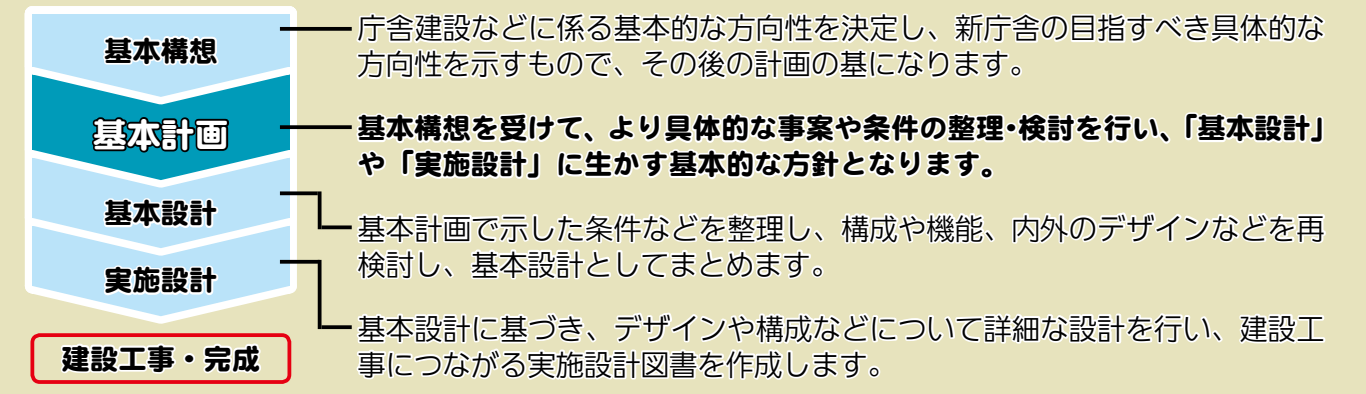 基本構想
庁舎建設などに係る基本的な方向性を決定し、新庁舎の目指すべき具体的な
方向性を示すもので、その後の計画の基になります。
基本計画
基本構想を受けて、より具体的な事案や条件の整理・検討を行い、「基本設計」
や「実施設計」に生かす基本的な方針となります。
基本設計
基本計画で示した条件などを整理し、構成や機能、内外のデザインなどを再
検討し、基本設計としてまとめます。
実施設計
基本設計に基づき、デザインや構成などについて詳細な設計を行い、建設工
事につながる実施設計図書を作成します。
建設工事・完成